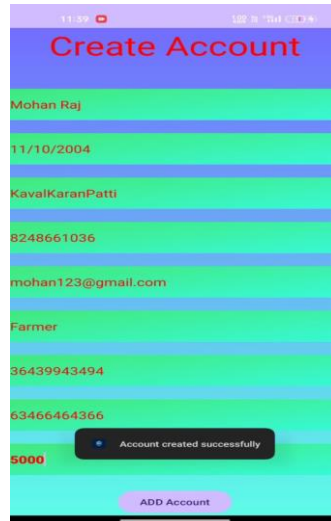 11:59
Create Account
Mohan Raj
11/10/2004
KavalKaranPatti
8248661036
mohan123@gmail.com
Farmer
36439943494
63466464366
Account created successfully
5000
ADD Account